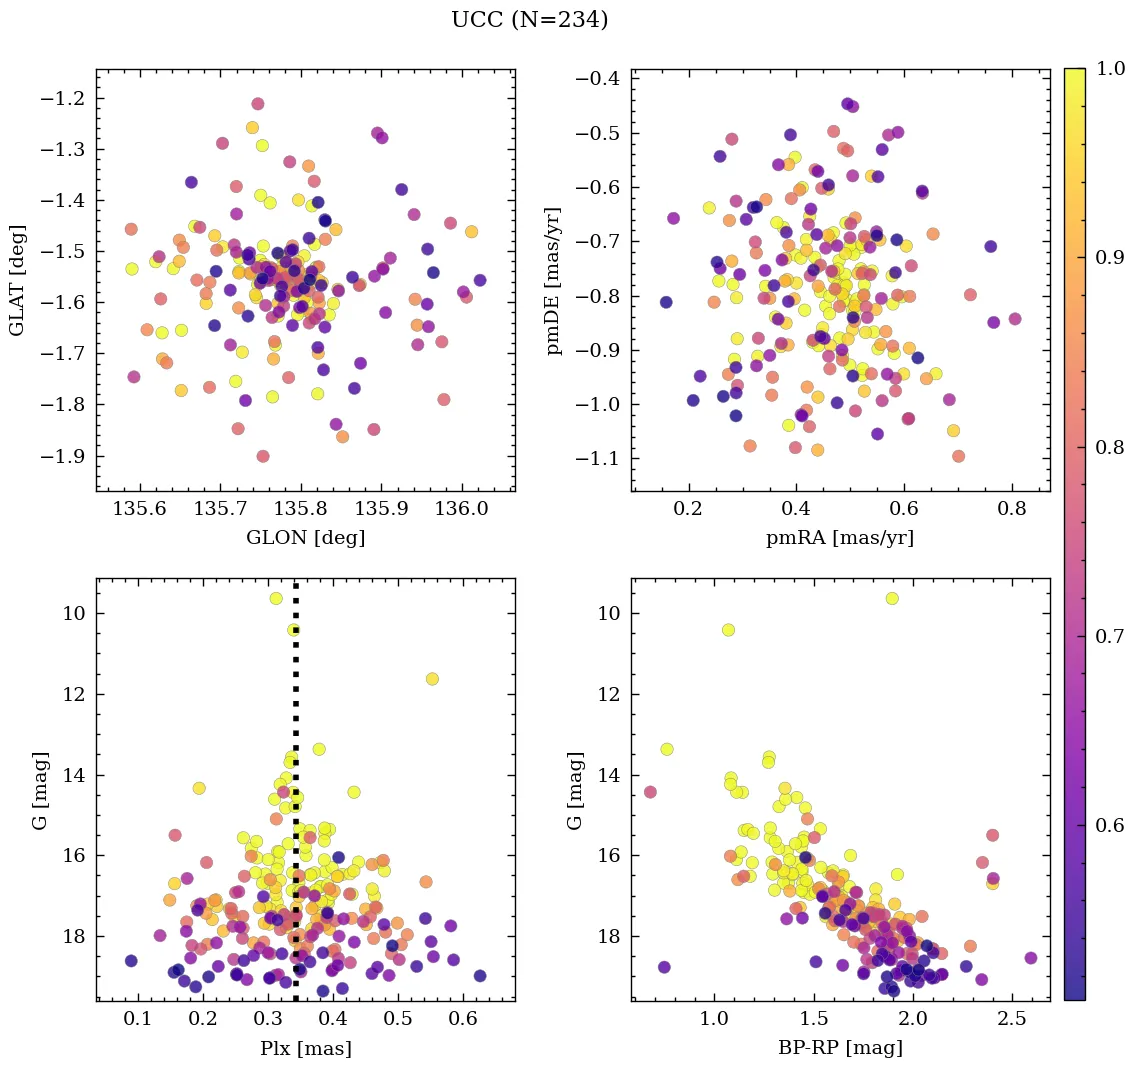 UCC (N=234)
−1.2
−1.3
−1.4
−1.5
−1.6
−1.7
−1.8
−1.9
GLAT [deg]
135.6 135.7 135.8 135.9 136.0
GLON [deg]
−0.4
−0.5
−0.6
−0.7
−0.8
−0.9
−1.0
−1.1
pmDE [mas/yr]
0.2 0.4 0.6 0.8
pmRA [mas/yr]
10
12
14
16
18
G [mag]
0.1 0.2 0.3 0.4 0.5 0.6
Plx [mas]
10
12
14
16
18
G [mag]
1.0 1.5 2.0 2.5
BP-RP [mag]
1.0
0.9
0.8
0.7
0.6